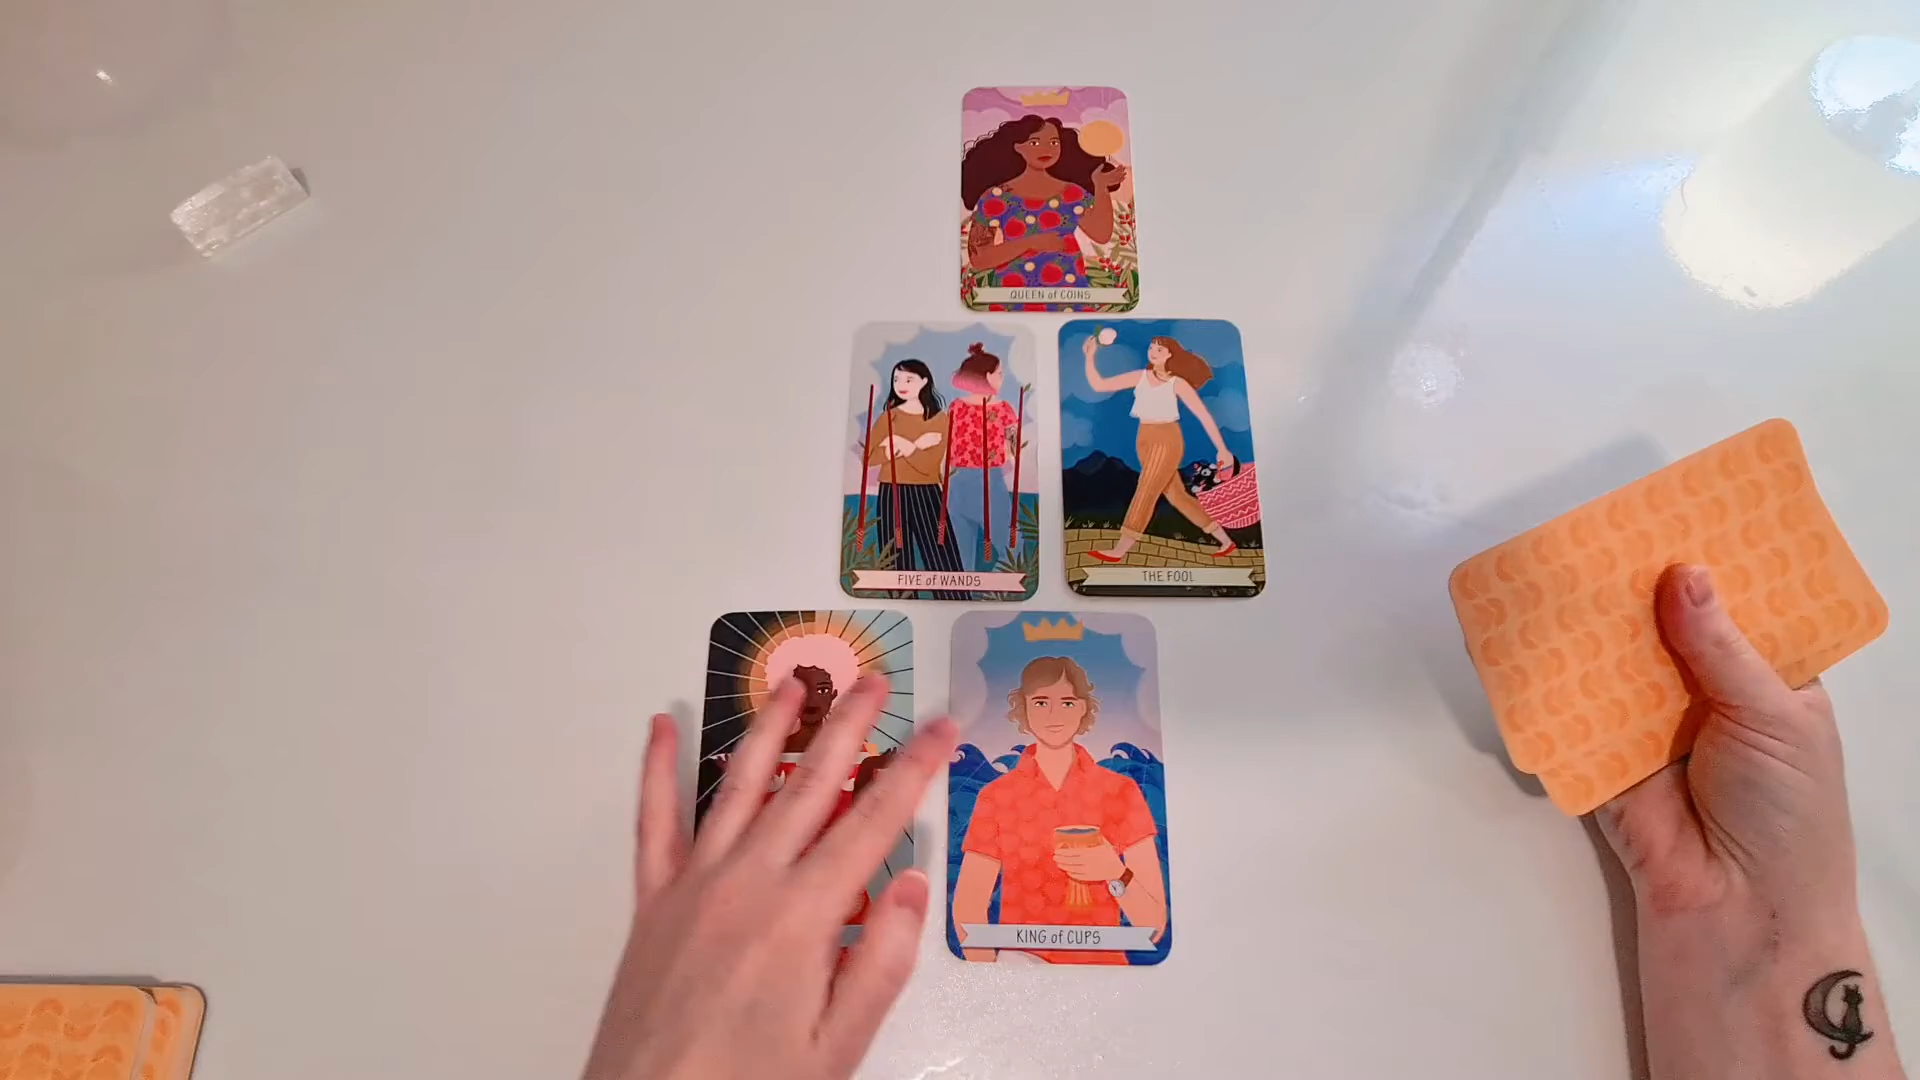 QUEEN of COINS
FIVE of WANDS
THE FOOL
KING of CUPS